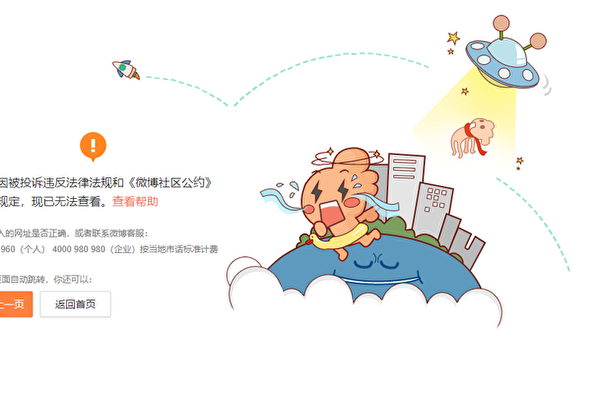 因被投诉违反法律法规和《微博社区公约》
规定，现已无法查看。查看帮助
入的网址是否正确，或者联系微博客服：
960（个人） 4000 980 980（企业）按当地市话标准计费
页面自动跳转，你还可以：
上一页 返回首页